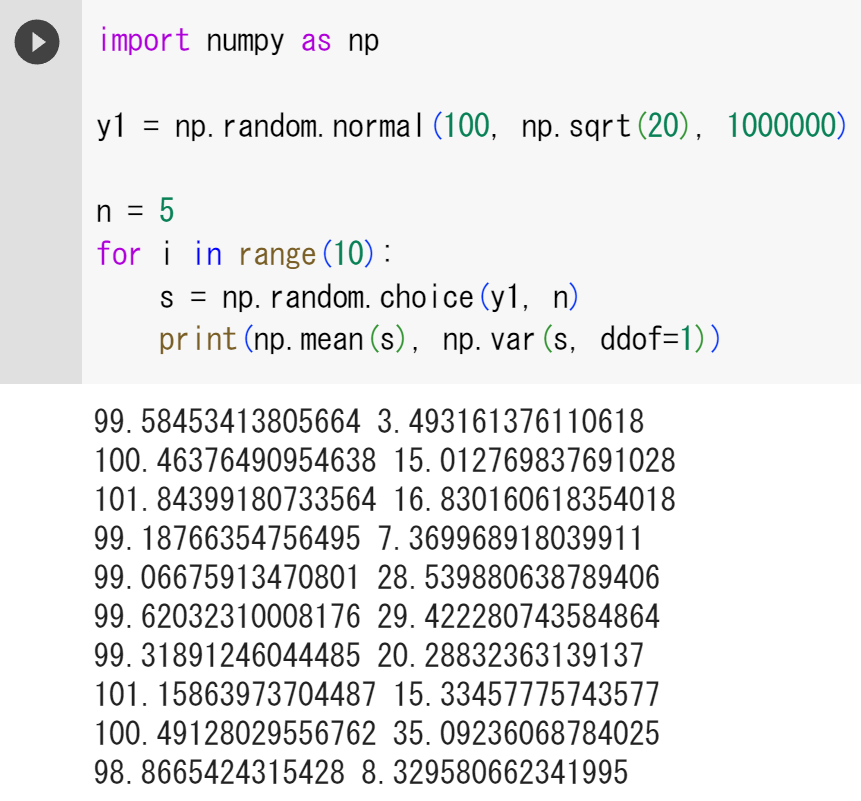 import numpy as np
y1 = np.random.normal(100, np.sqrt(20), 1000000)
n = 5
for i in range(10):
    s = np.random.choice(y1, n)
    print(np.mean(s), np.var(s, ddof=1))
99.58453413805664 3.493161376110618
100.46376490954638 15.012769837691028
101.84399180733564 16.830160618354018
99.18766354756495 7.369968918039911
99.06675913470801 28.539880638789406
99.62032310008176 29.422280743584864
99.31891246044485 20.28832363139137
101.15863973704487 15.33457775743577
100.49128029556762 35.09236068784025
98.8665424315428 8.329580662341995